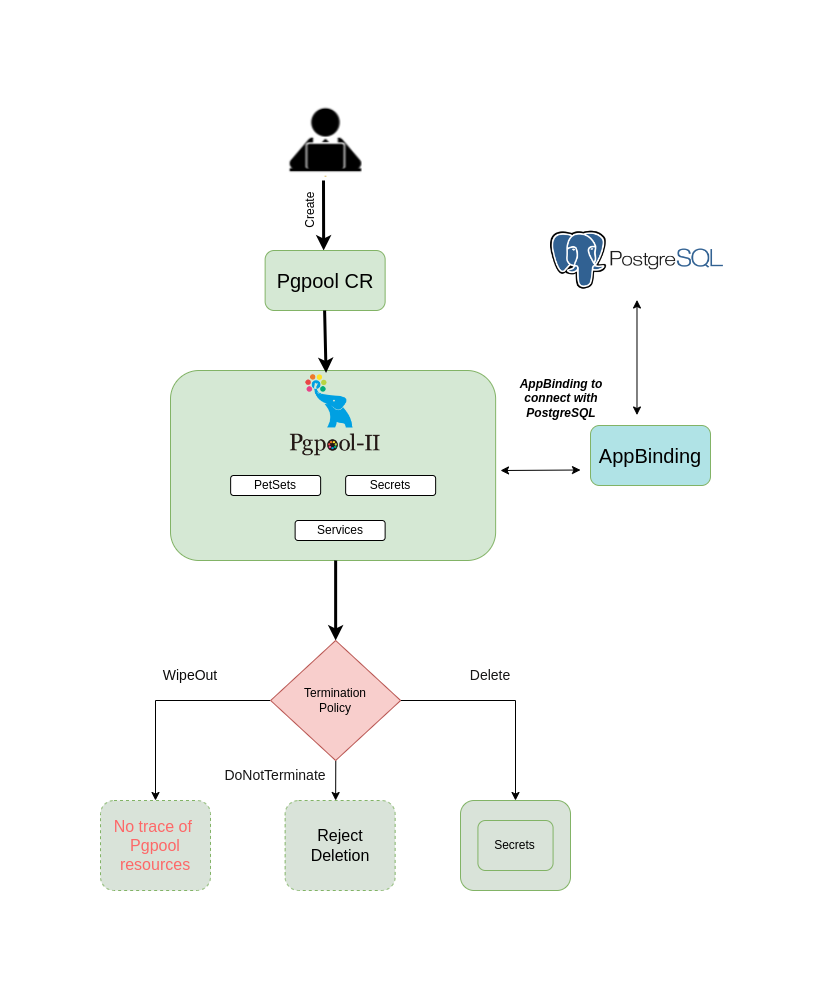 Create
Pgpool CR
PostgreSQL
Pgpool-II
AppBinding to
connect with
PostgreSQL
AppBinding
PetSets
Secrets
Services
Termination
Policy
WipeOut
Delete
DoNotTerminate
No trace of
Pgpool
resources
Reject
Deletion
Secrets